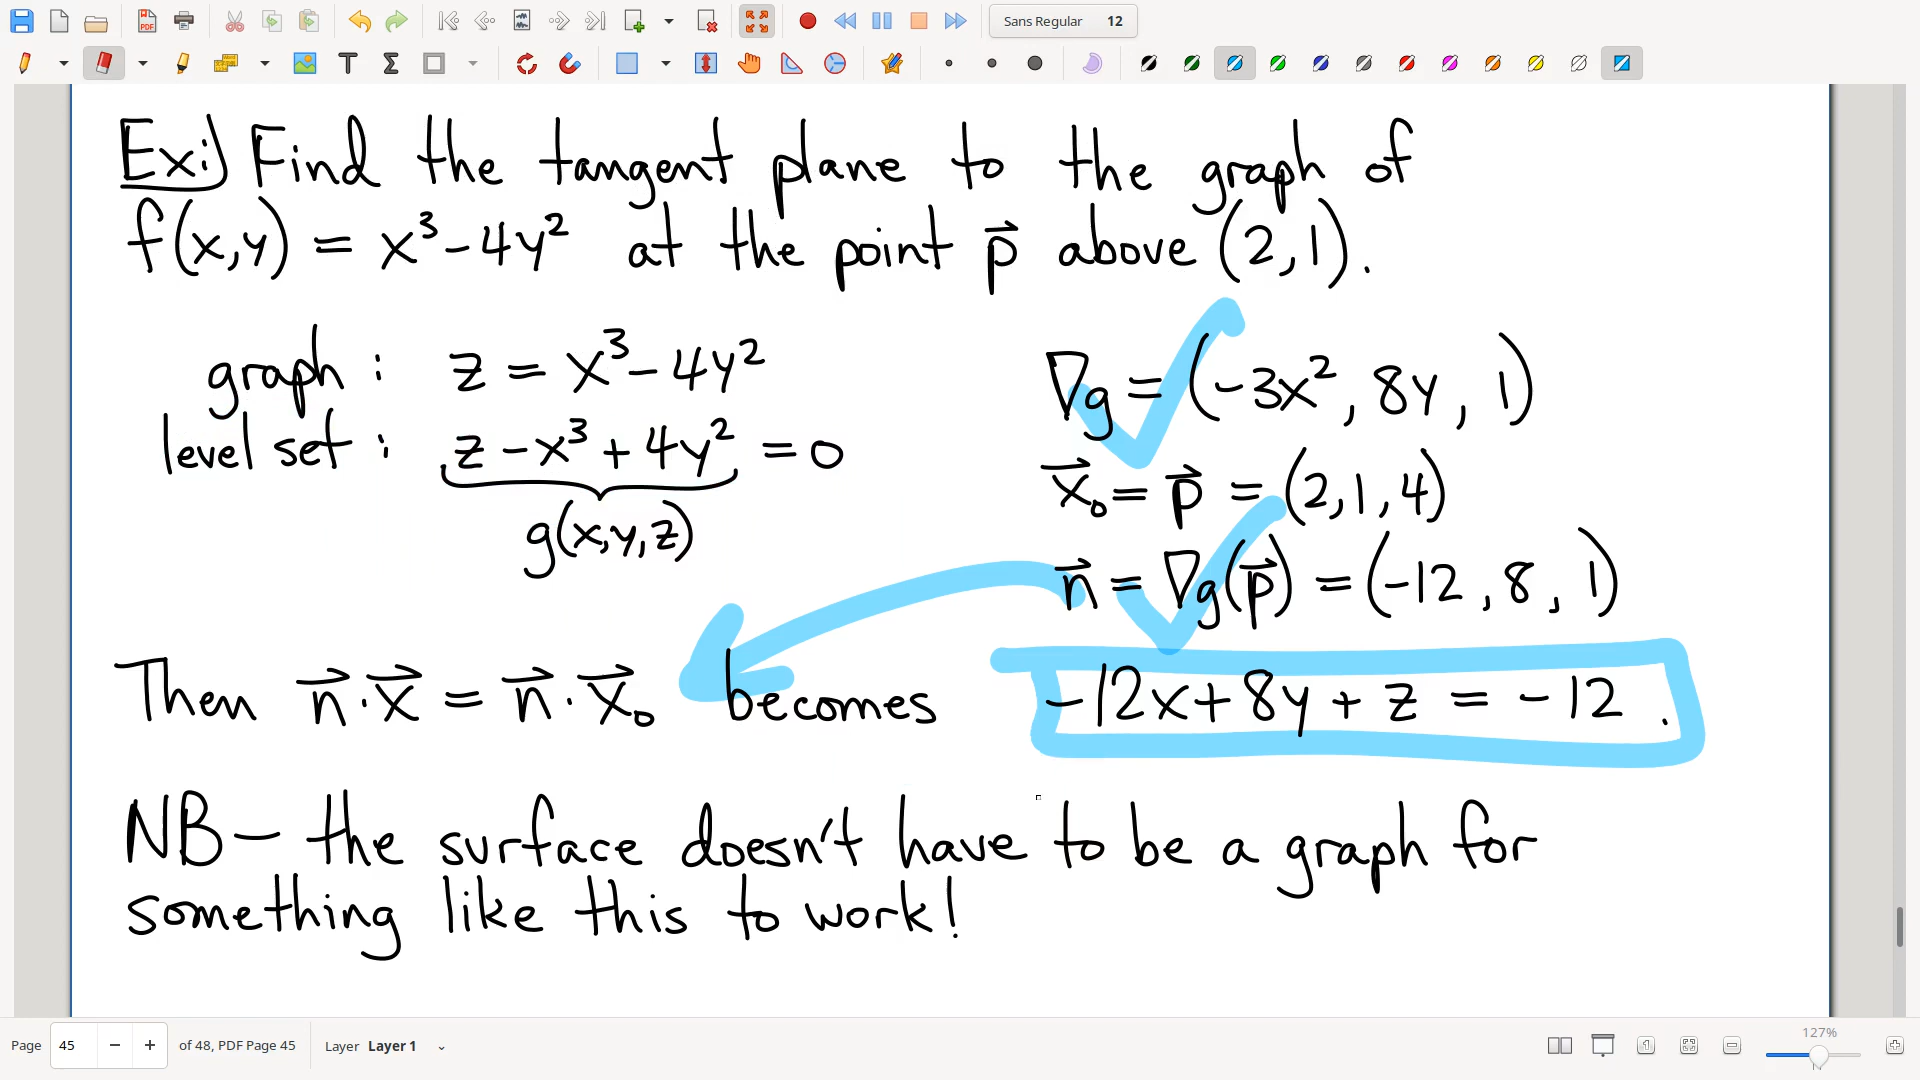 Sans Regular 12
Ex:) Find the tangent plane to the graph of
f(x,y) = x³-4y² at the point p⃗ above (2,1).
graph : z = x³-4y²
level set : z - x³ + 4y² = 0
g(x,y,z)
∇g = (-3x², 8y, 1)
x⃗₀ = p⃗ = (2,1,4)
n⃗ = ∇g(p⃗) = (-12, 8, 1)
Then n⃗·x⃗ = n⃗·x⃗₀ becomes -12x+8y+z = -12.
NB- the surface doesn't have to be a graph for
something like this to work!
Page 45 of 48, PDF Page 45 Layer Layer 1 127%